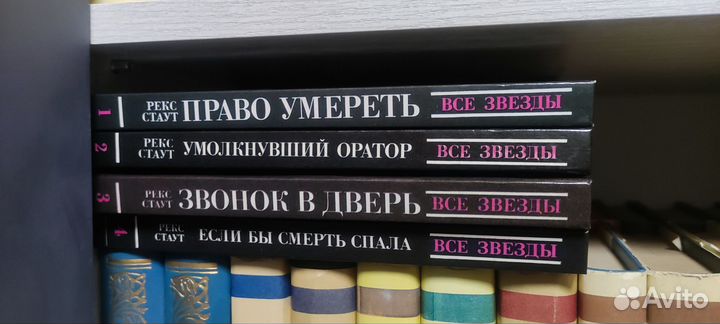 1 РЕКС СТАУТ ПРАВО УМЕРЕТЬ ВСЕ ЗВЕЗДЫ
2 РЕКС СТАУТ УМОЛКНУВШИЙ ОРАТОР ВСЕ ЗВЕЗДЫ
3 РЕКС СТАУТ ЗВОНОК В ДВЕРЬ ВСЕ ЗВЕЗДЫ
4 РЕКС СТАУТ ЕСЛИ БЫ СМЕРТЬ СПАЛА ВСЕ ЗВЕЗДЫ
Avito